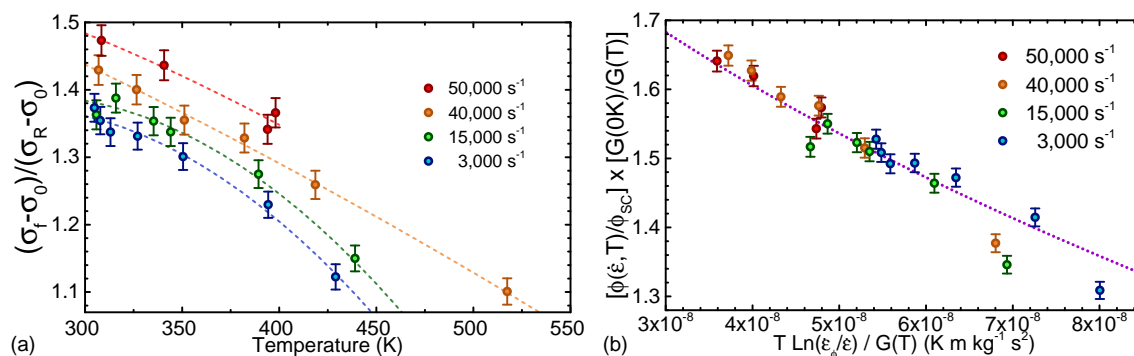 (σf-σ0)/(σR-σ0)
1.5
1.4
1.3
1.2
1.1
50,000 s⁻¹
40,000 s⁻¹
15,000 s⁻¹
3,000 s⁻¹
300 350 400 450 500 550
(a) Temperature (K)
[ϕ(ε̇,T)/ϕSC] x [G(0K)/G(T)]
1.7
1.6
1.5
1.4
1.3
50,000 s⁻¹
40,000 s⁻¹
15,000 s⁻¹
3,000 s⁻¹
3x10⁻⁸ 4x10⁻⁸ 5x10⁻⁸ 6x10⁻⁸ 7x10⁻⁸ 8x10⁻⁸
(b) T Ln(ε̇ϕ/ε̇) / G(T) (K m kg⁻¹ s²)